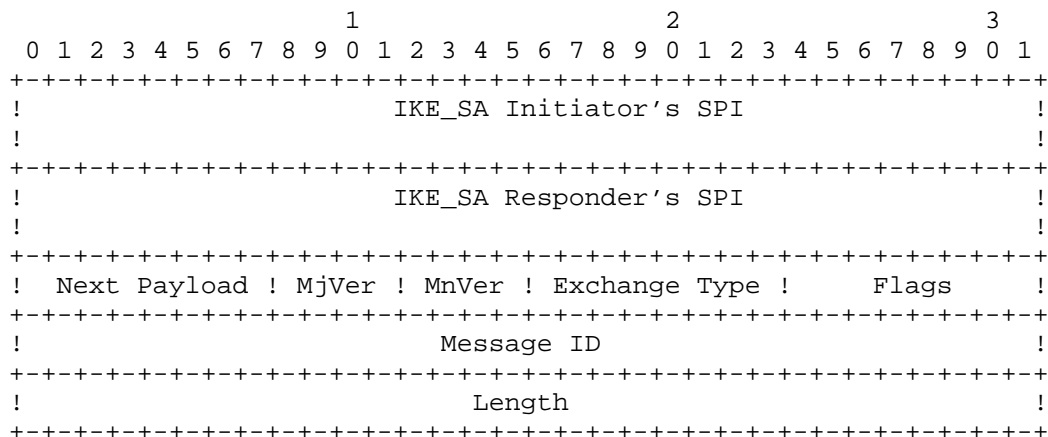 1                   2                   3
 0 1 2 3 4 5 6 7 8 9 0 1 2 3 4 5 6 7 8 9 0 1 2 3 4 5 6 7 8 9 0 1
+-+-+-+-+-+-+-+-+-+-+-+-+-+-+-+-+-+-+-+-+-+-+-+-+-+-+-+-+-+-+-+-+
!                       IKE_SA Initiator's SPI                  !
!                                                               !
+-+-+-+-+-+-+-+-+-+-+-+-+-+-+-+-+-+-+-+-+-+-+-+-+-+-+-+-+-+-+-+-+
!                       IKE_SA Responder's SPI                  !
!                                                               !
+-+-+-+-+-+-+-+-+-+-+-+-+-+-+-+-+-+-+-+-+-+-+-+-+-+-+-+-+-+-+-+-+
!  Next Payload ! MjVer ! MnVer ! Exchange Type !     Flags     !
+-+-+-+-+-+-+-+-+-+-+-+-+-+-+-+-+-+-+-+-+-+-+-+-+-+-+-+-+-+-+-+-+
!                          Message ID                           !
+-+-+-+-+-+-+-+-+-+-+-+-+-+-+-+-+-+-+-+-+-+-+-+-+-+-+-+-+-+-+-+-+
!                            Length                             !
+-+-+-+-+-+-+-+-+-+-+-+-+-+-+-+-+-+-+-+-+-+-+-+-+-+-+-+-+-+-+-+-+